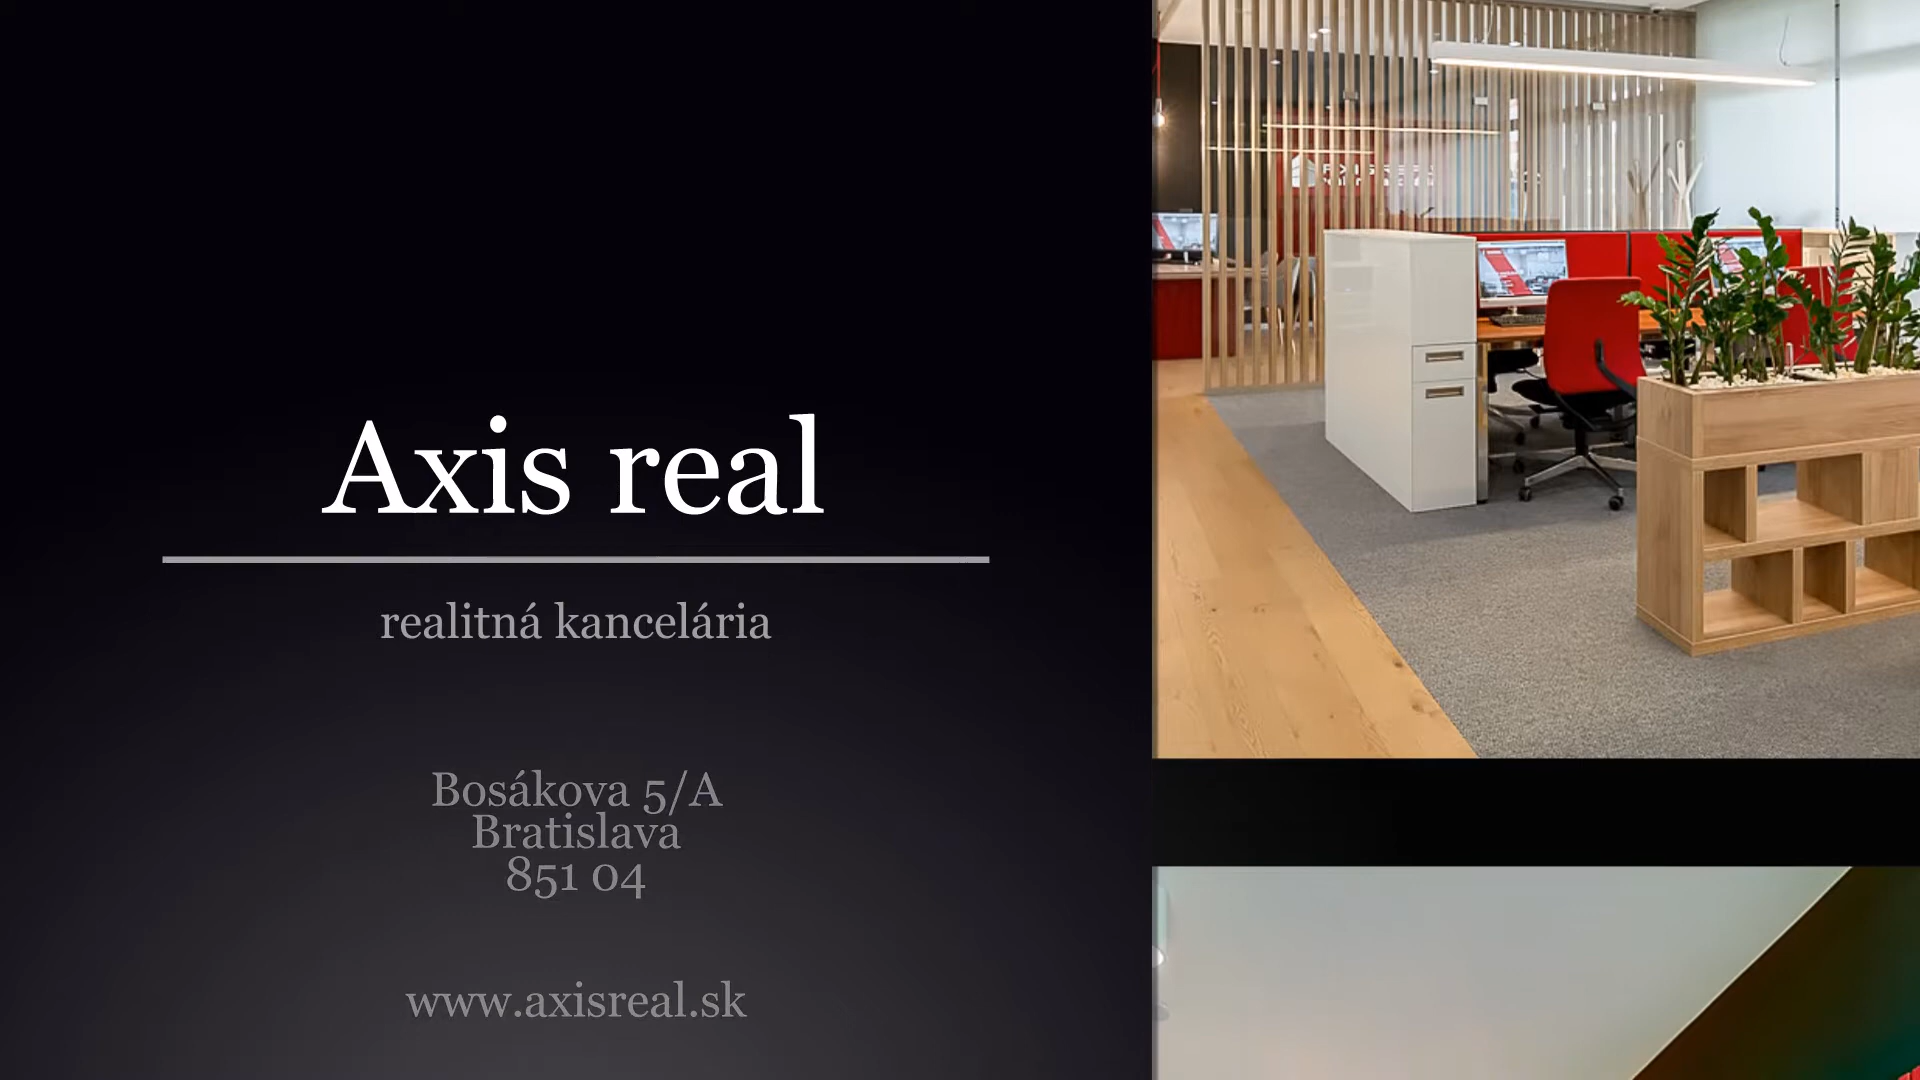 Axis real
realitná kancelária
Bosákova 5/A
Bratislava
851 04
www.axisreal.sk